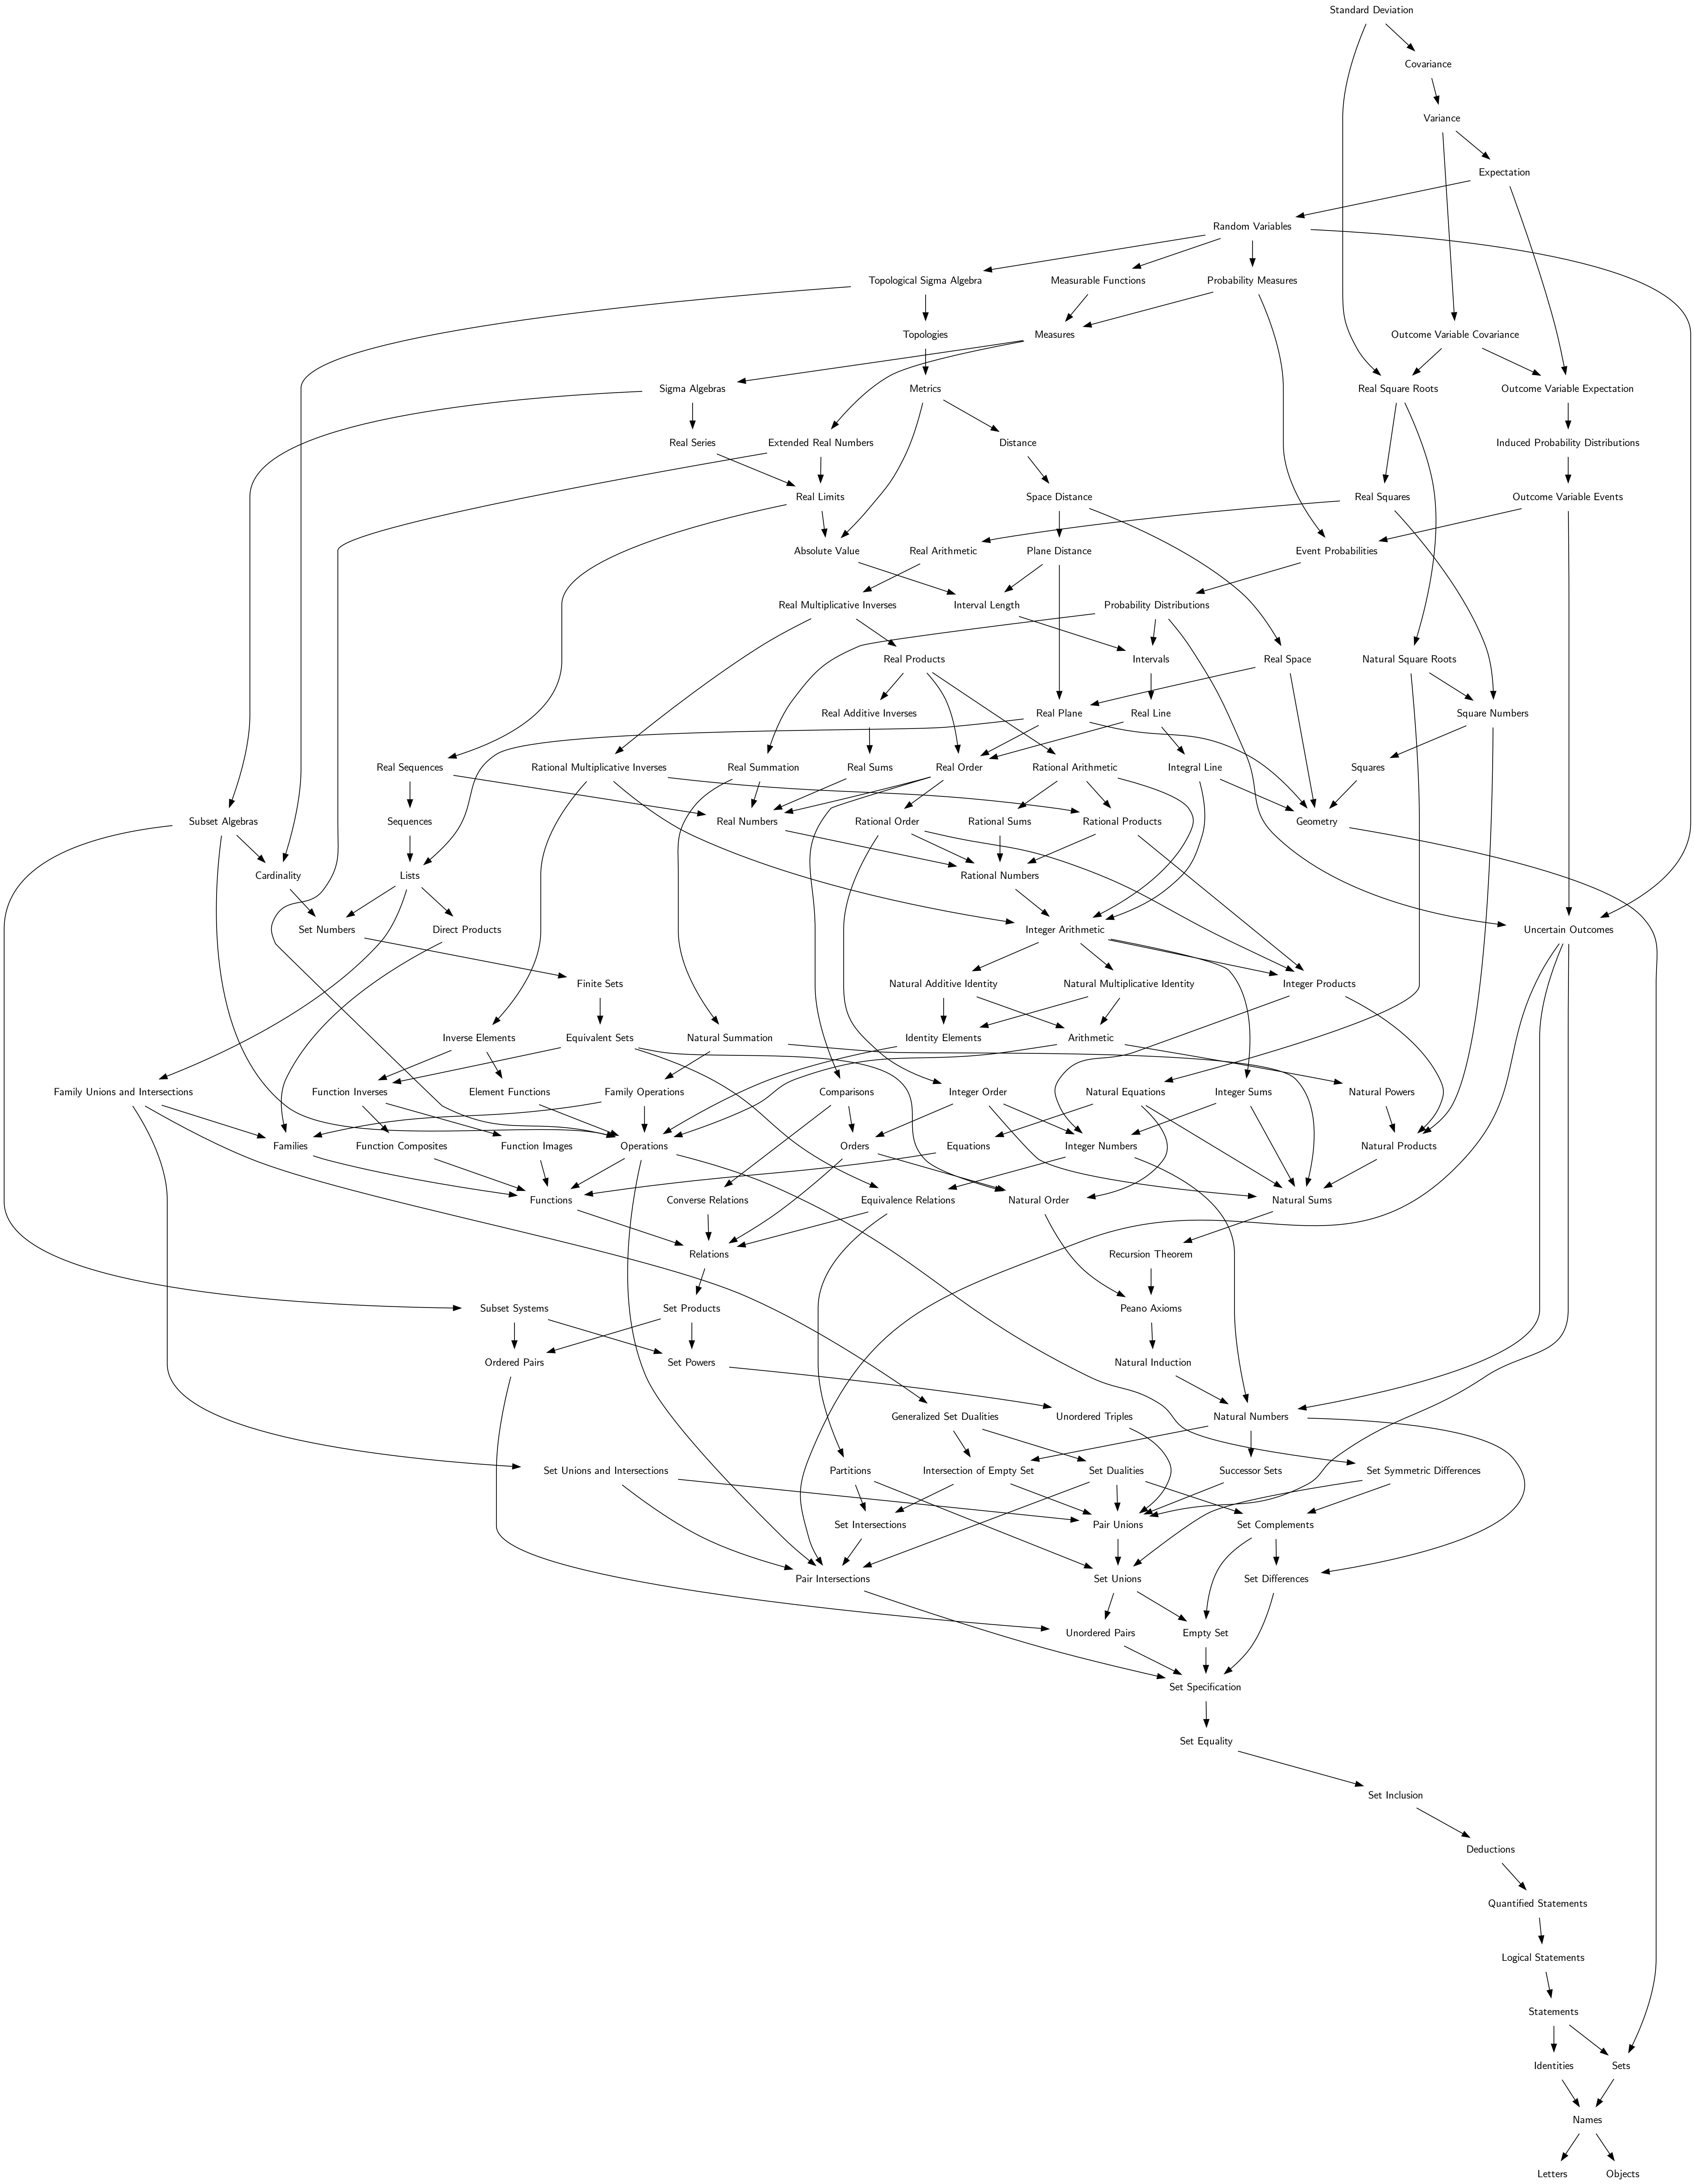 Standard Deviation
Covariance
Variance
Expectation
Random Variables
Topological Sigma Algebra
Measurable Functions
Probability Measures
Topologies
Measures
Outcome Variable Covariance
Sigma Algebras
Metrics
Real Square Roots
Outcome Variable Expectation
Real Series
Extended Real Numbers
Distance
Induced Probability Distributions
Real Limits
Space Distance
Real Squares
Outcome Variable Events
Absolute Value
Real Arithmetic
Plane Distance
Event Probabilities
Real Multiplicative Inverses
Interval Length
Probability Distributions
Real Products
Intervals
Real Space
Natural Square Roots
Real Additive Inverses
Real Plane
Real Line
Square Numbers
Real Sequences
Rational Multiplicative Inverses
Real Summation
Real Sums
Real Order
Rational Arithmetic
Integral Line
Squares
Subset Algebras
Sequences
Real Numbers
Rational Order
Rational Sums
Rational Products
Geometry
Cardinality
Lists
Rational Numbers
Set Numbers
Direct Products
Integer Arithmetic
Uncertain Outcomes
Finite Sets
Natural Additive Identity
Natural Multiplicative Identity
Integer Products
Inverse Elements
Equivalent Sets
Natural Summation
Identity Elements
Arithmetic
Family Unions and Intersections
Function Inverses
Element Functions
Family Operations
Comparisons
Integer Order
Natural Equations
Integer Sums
Natural Powers
Families
Function Composites
Function Images
Operations
Orders
Equations
Integer Numbers
Natural Products
Functions
Converse Relations
Equivalence Relations
Natural Order
Natural Sums
Relations
Recursion Theorem
Subset Systems
Set Products
Peano Axioms
Ordered Pairs
Set Powers
Natural Induction
Generalized Set Dualities
Unordered Triples
Natural Numbers
Set Unions and Intersections
Partitions
Intersection of Empty Set
Set Dualities
Successor Sets
Set Symmetric Differences
Set Intersections
Pair Unions
Set Complements
Pair Intersections
Set Unions
Set Differences
Unordered Pairs
Empty Set
Set Specification
Set Equality
Set Inclusion
Deductions
Quantified Statements
Logical Statements
Statements
Identities
Sets
Names
Letters
Objects